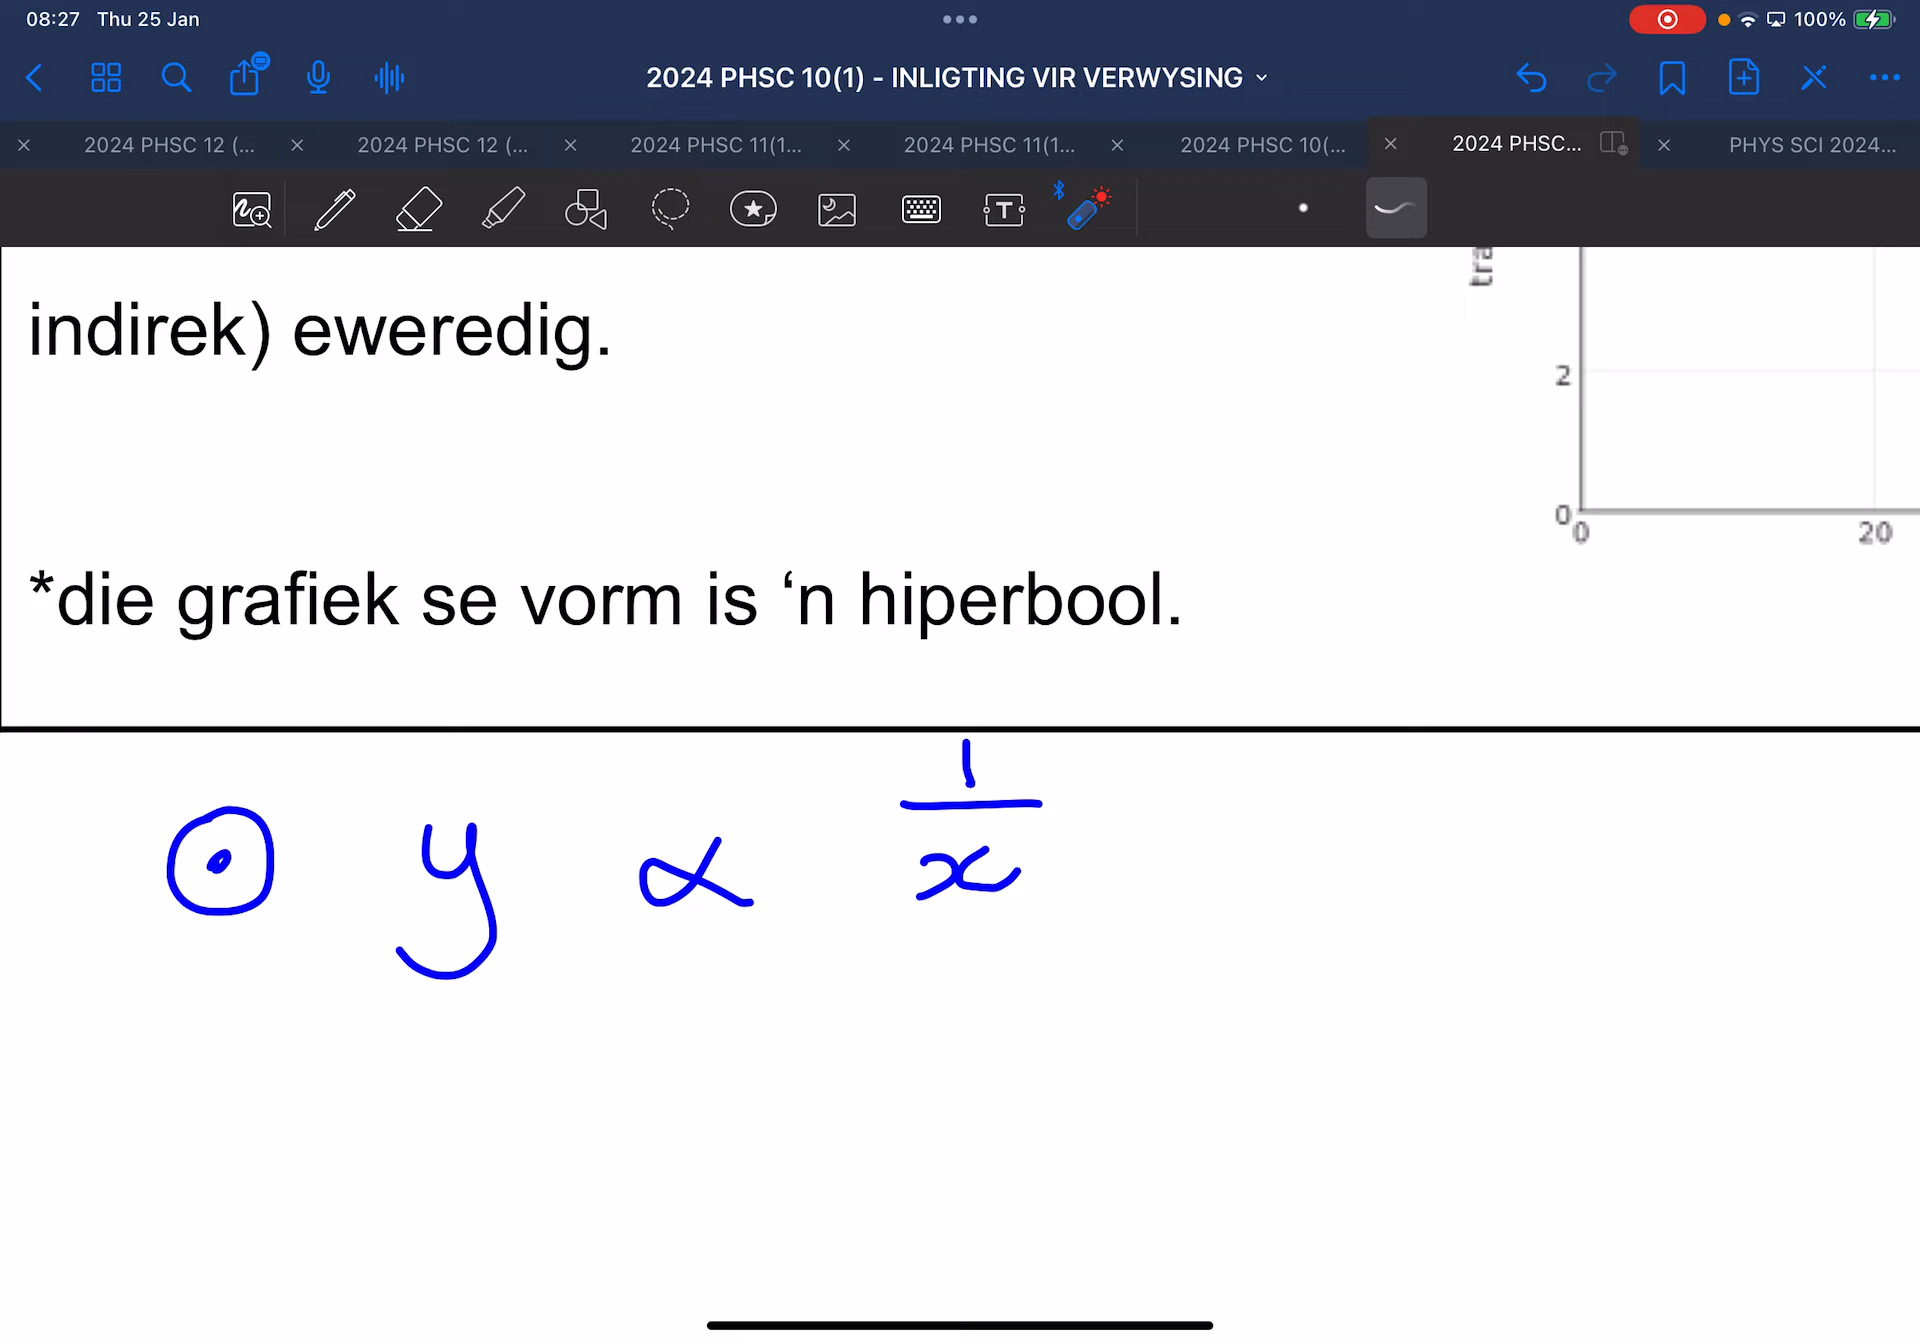 08:27 Thu 25 Jan
100%
2024 PHSC 10(1) - INLIGTING VIR VERWYSING
2024 PHSC 12 (...
2024 PHSC 12 (...
2024 PHSC 11(1...
2024 PHSC 11(1...
2024 PHSC 10(...
2024 PHSC...
PHYS SCI 2024...
tra
indirek) eweredig.
2
0
0
20
*die grafiek se vorm is ‘n hiperbool.
y ∝ 1/x